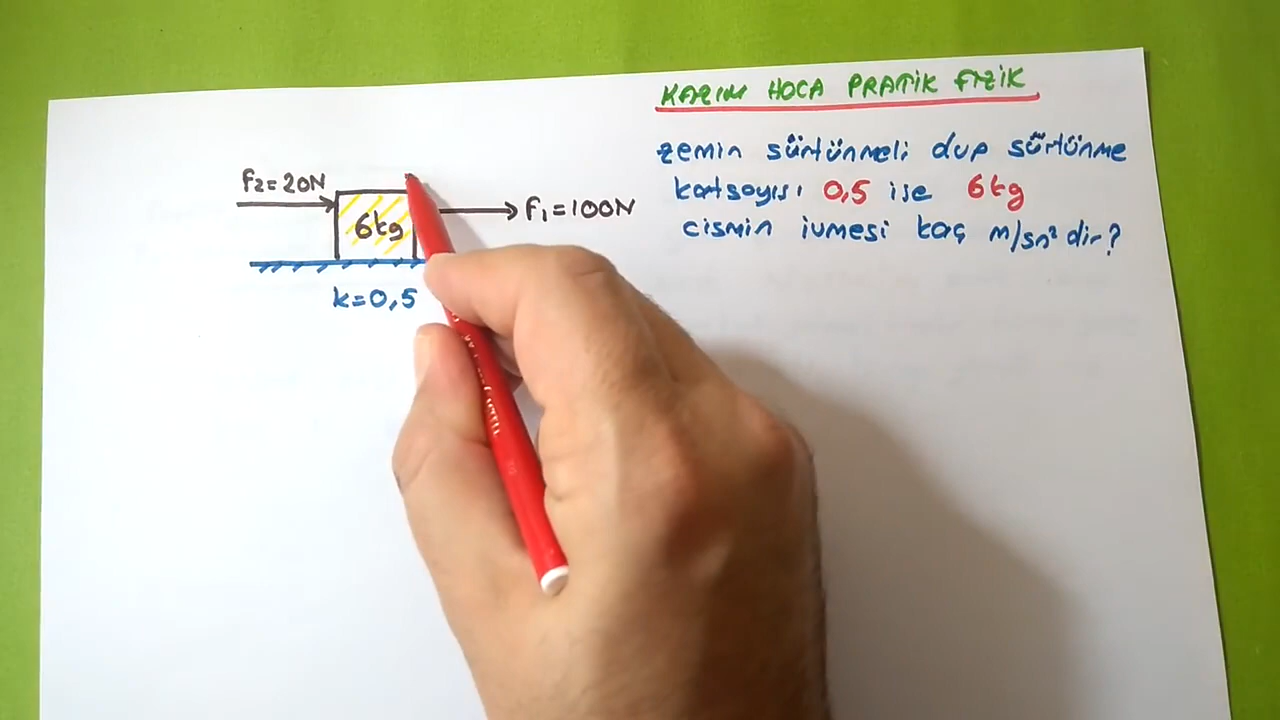 KAZIM HOCA PRATİK FİZİK
zemin sürtünmeli olup sürtünme
katsayısı 0,5 ise 6kg
cismin ivmesi kaç m/sn² dir?
F₂=20N
6kg
F₁=100N
k=0,5